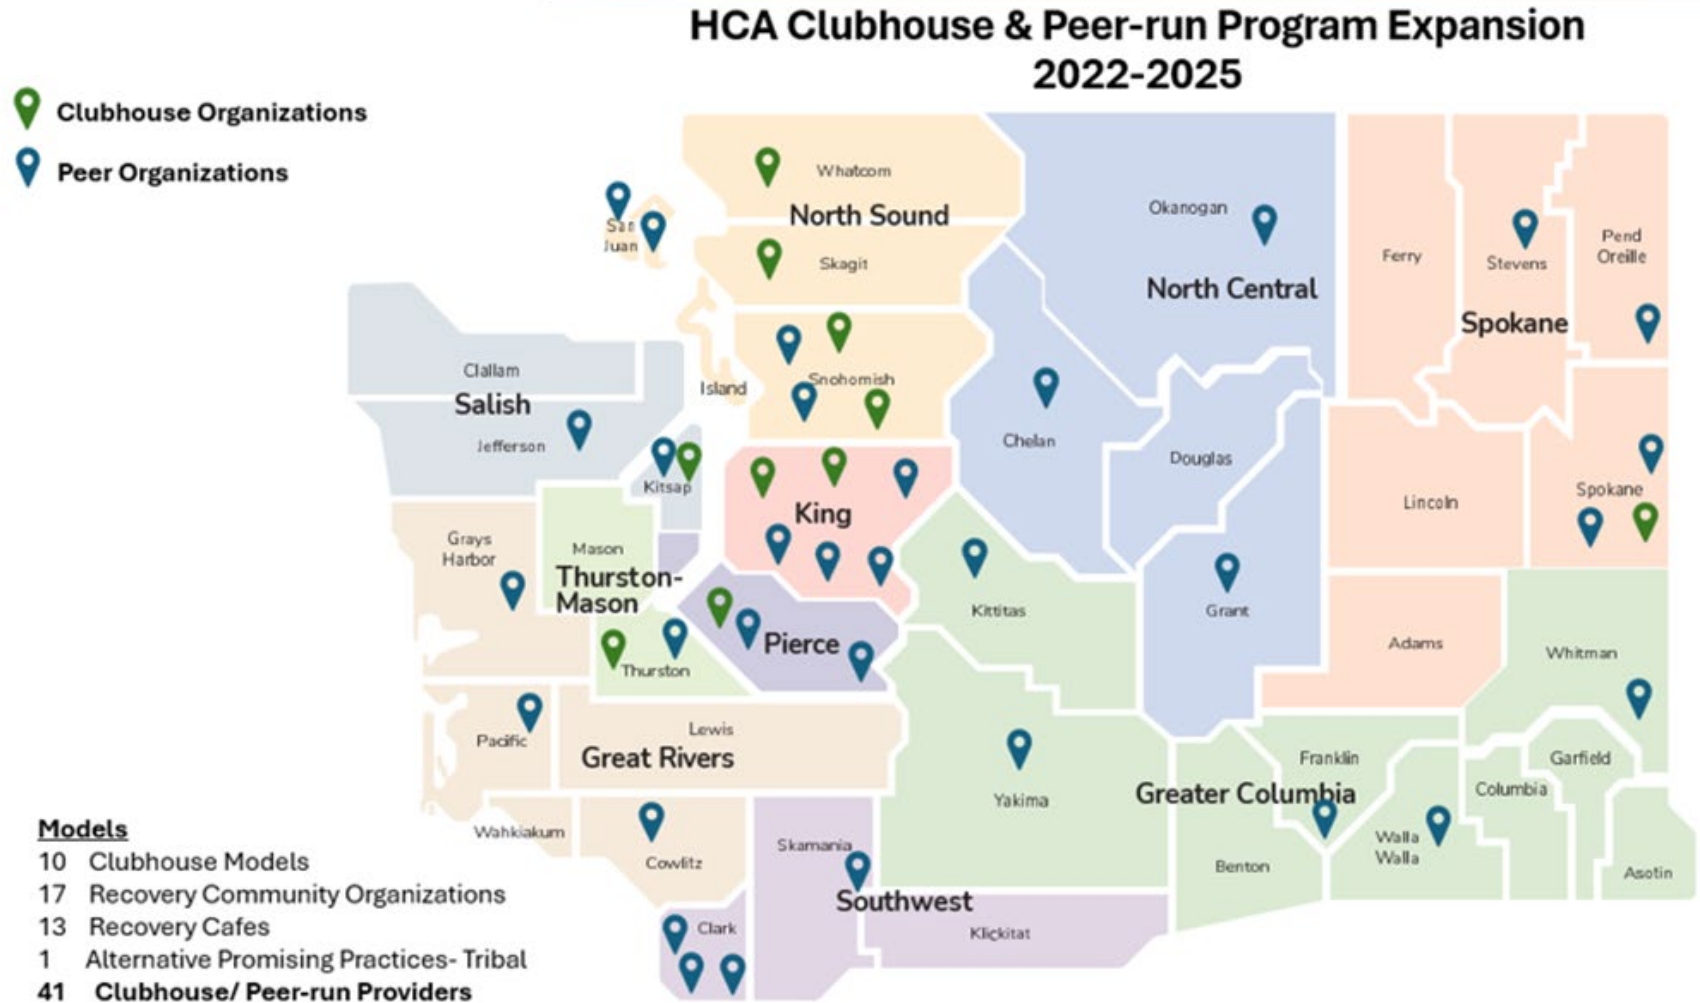 HCA Clubhouse & Peer-run Program Expansion
2022-2025
Clubhouse Organizations
Peer Organizations
Whatcom
North Sound
San
Juan
Skagit
Island
Snohomish
Okanogan
North Central
Chelan
Douglas
Grant
Ferry
Stevens
Pend
Oreille
Spokane
Lincoln
Spokane
Adams
Clallam
Salish
Jefferson
Kitsap
King
Grays
Harbor
Mason
Thurston-
Mason
Thurston
Pierce
Kittitas
Whitman
Pacific
Lewis
Great Rivers
Wahkiakum
Cowlitz
Yakima
Greater Columbia
Franklin
Benton
Walla
Walla
Columbia
Garfield
Asotin
Skamania
Southwest
Clark
Klickitat
Models
10 Clubhouse Models
17 Recovery Community Organizations
13 Recovery Cafes
1 Alternative Promising Practices- Tribal
41 Clubhouse/ Peer-run Providers